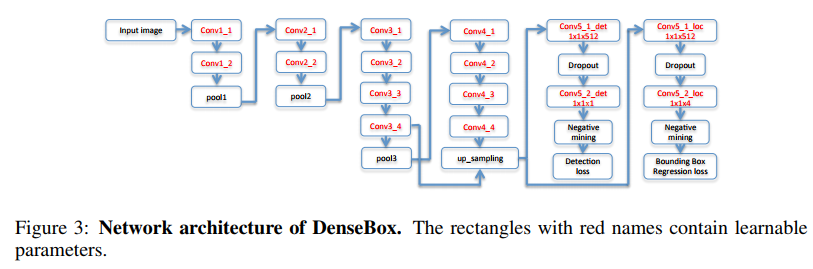 Input image
Conv1_1
Conv1_2
pool1
Conv2_1
Conv2_2
pool2
Conv3_1
Conv3_2
Conv3_3
Conv3_4
pool3
Conv4_1
Conv4_2
Conv4_3
Conv4_4
up_sampling
Conv5_1_det
1x1x512
Dropout
Conv5_2_det
1x1x1
Negative
mining
Detection
loss
Conv5_1_loc
1x1x512
Dropout
Conv5_2_loc
1x1x4
Negative
mining
Bounding Box
Regression loss
Figure 3: Network architecture of DenseBox. The rectangles with red names contain learnable
parameters.